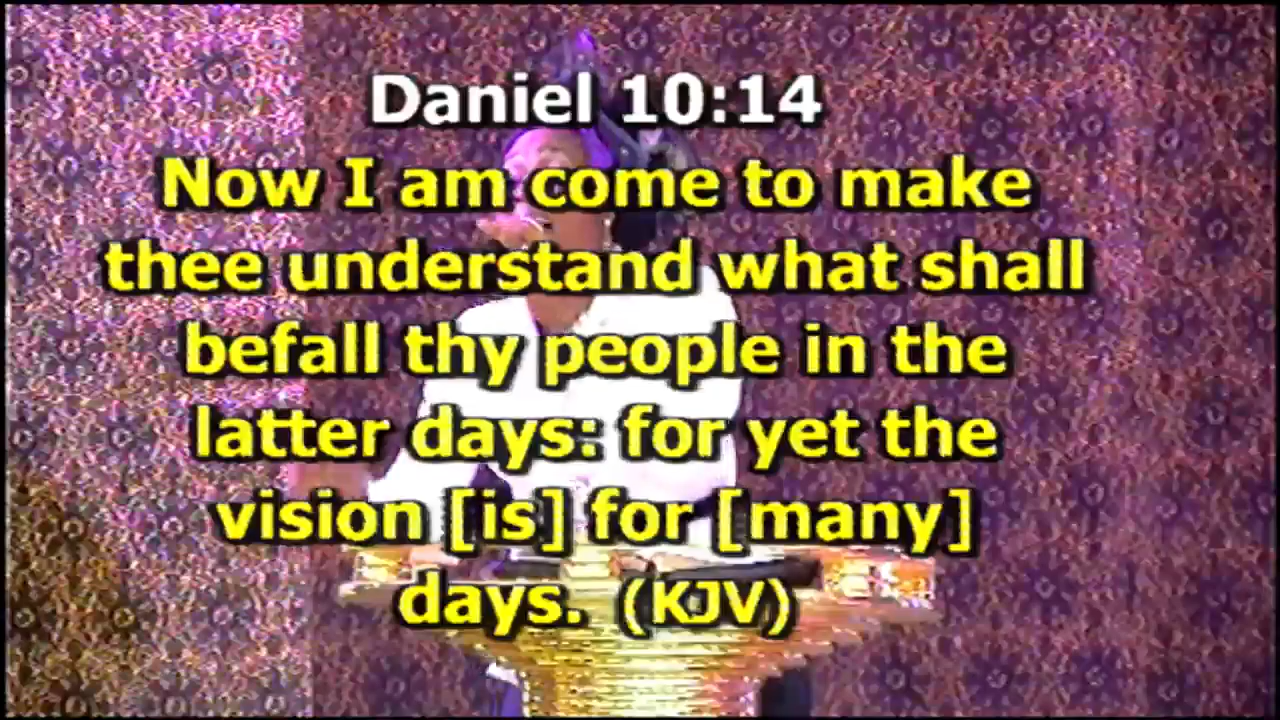 Daniel 10:14
Now I am come to make
thee understand what shall
befall thy people in the
latter days: for yet the
vision [is] for [many]
days. (KJV)